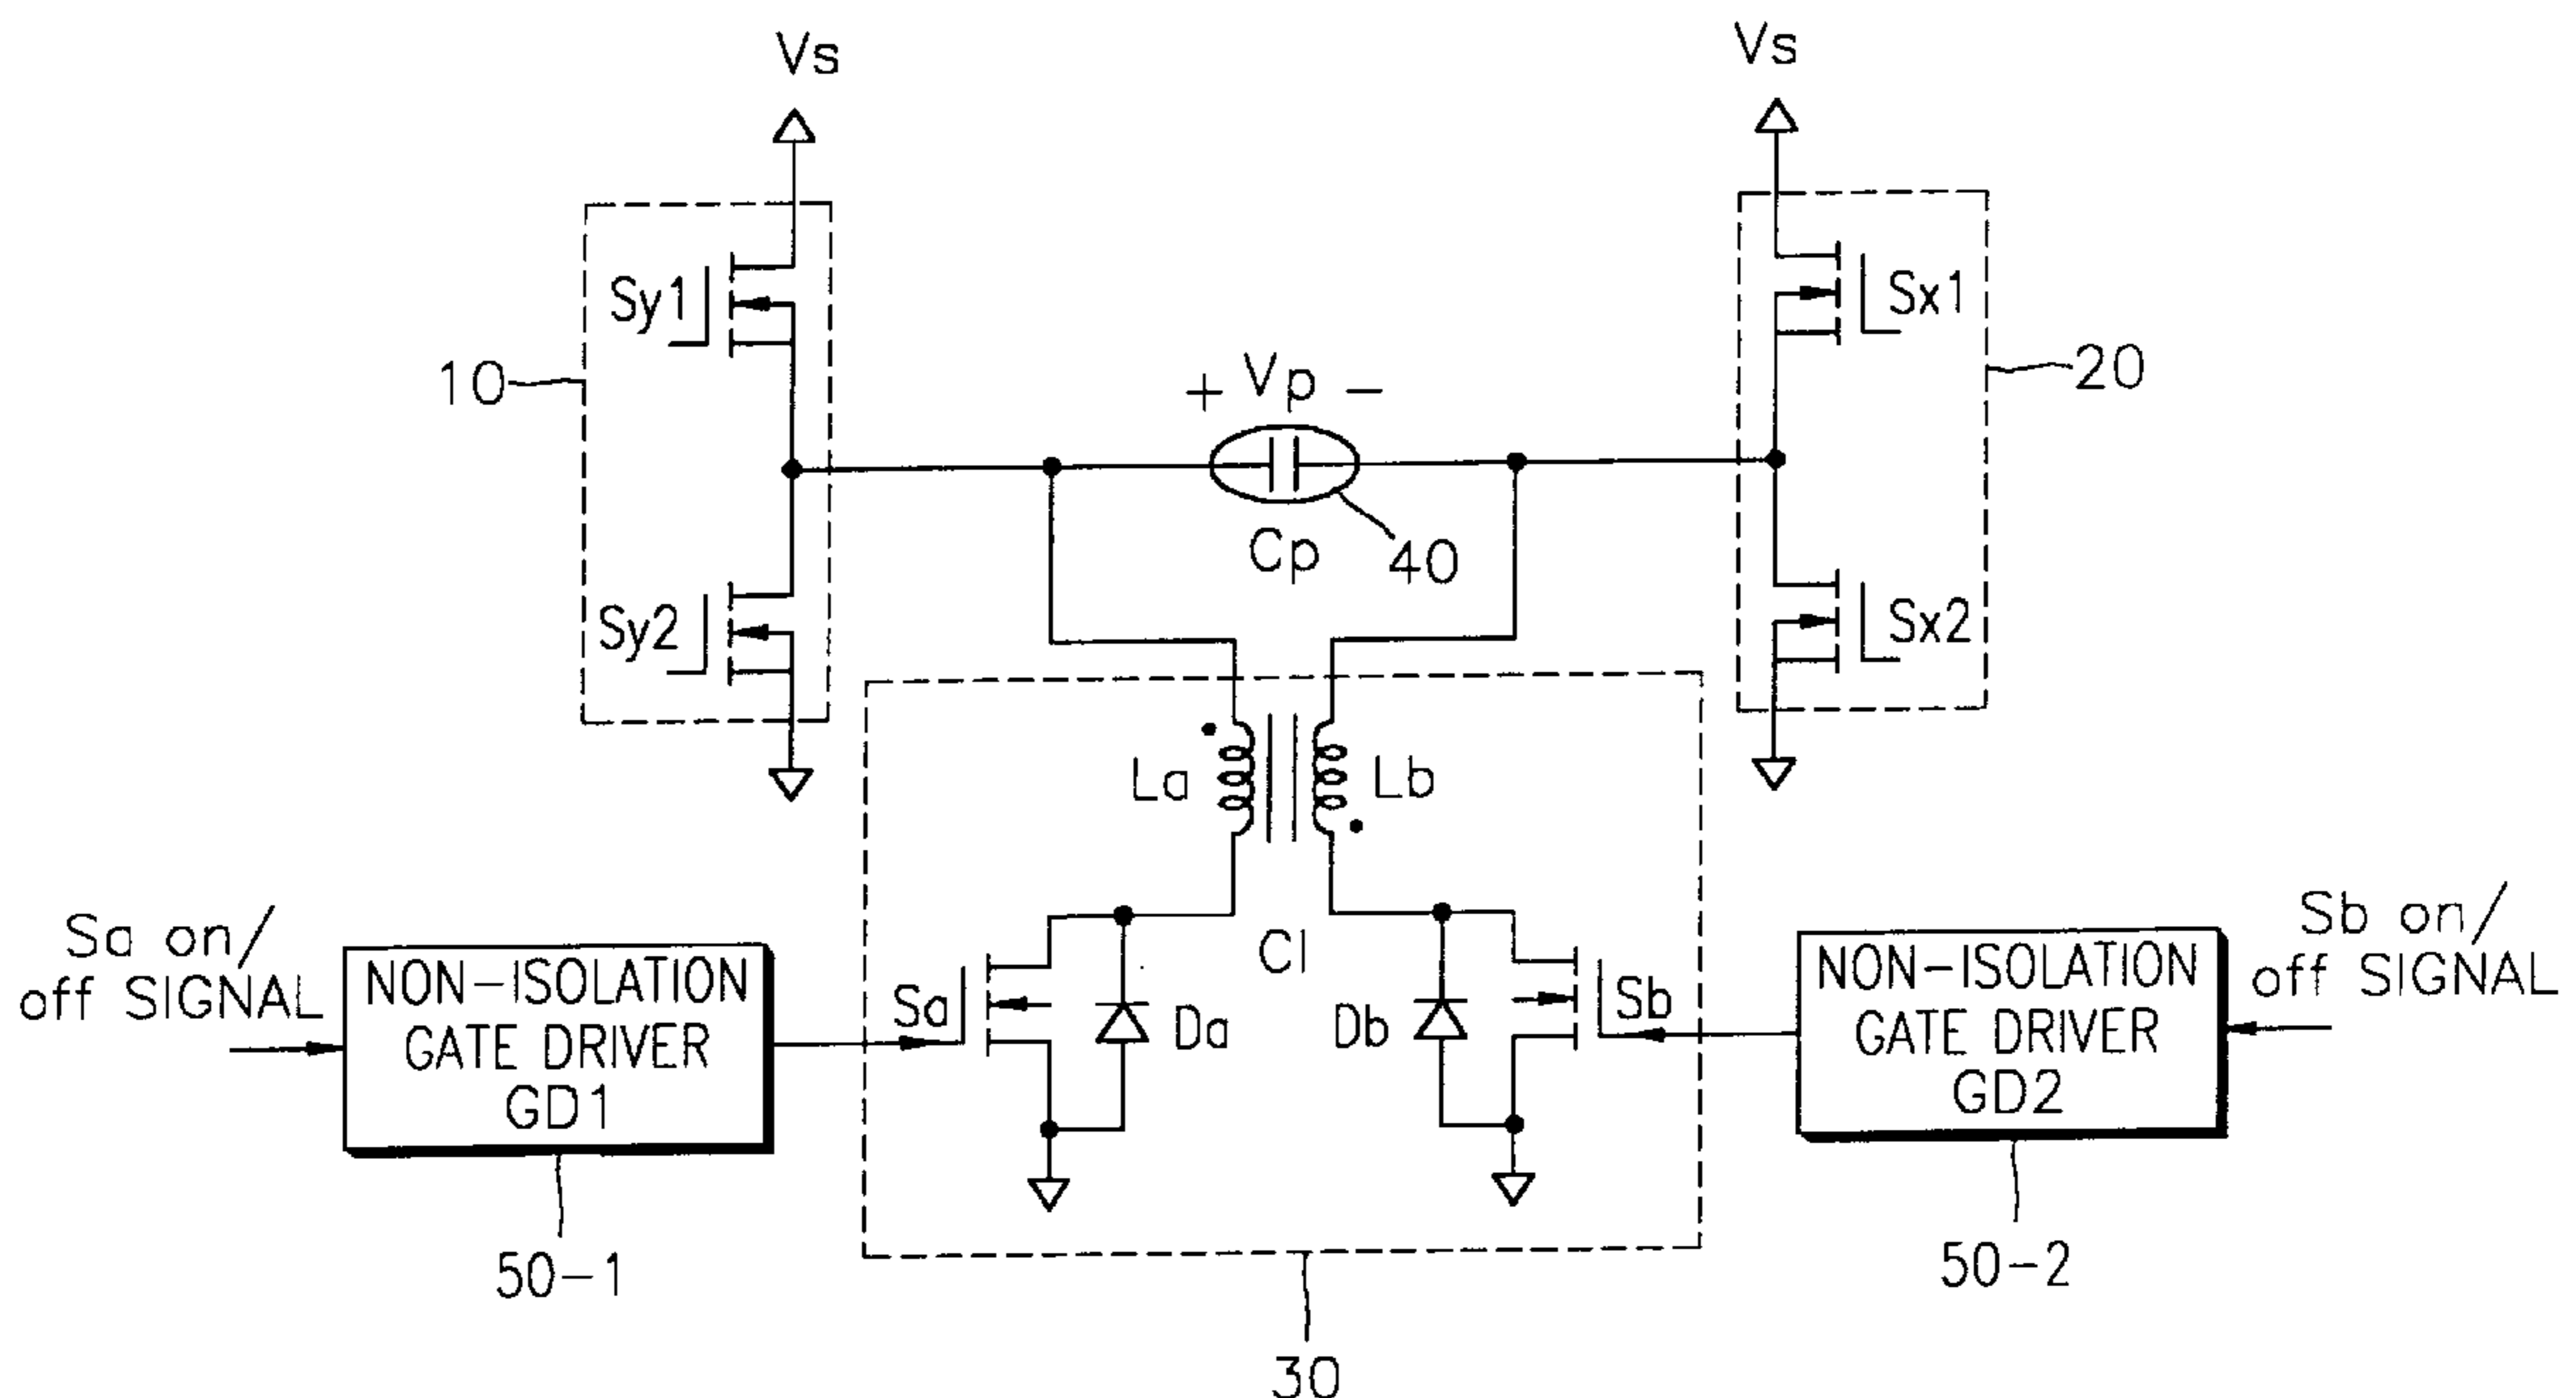 Vs
Vs
Sy1
Sx1
10
20
+ Vp -
Cp
40
Sy2
Sx2
La
Lb
Sa on/
off SIGNAL
NON-ISOLATION
GATE DRIVER
GD1
Sa
Da
Cl
Db
Sb
NON-ISOLATION
GATE DRIVER
GD2
Sb on/
off SIGNAL
50-1
50-2
30